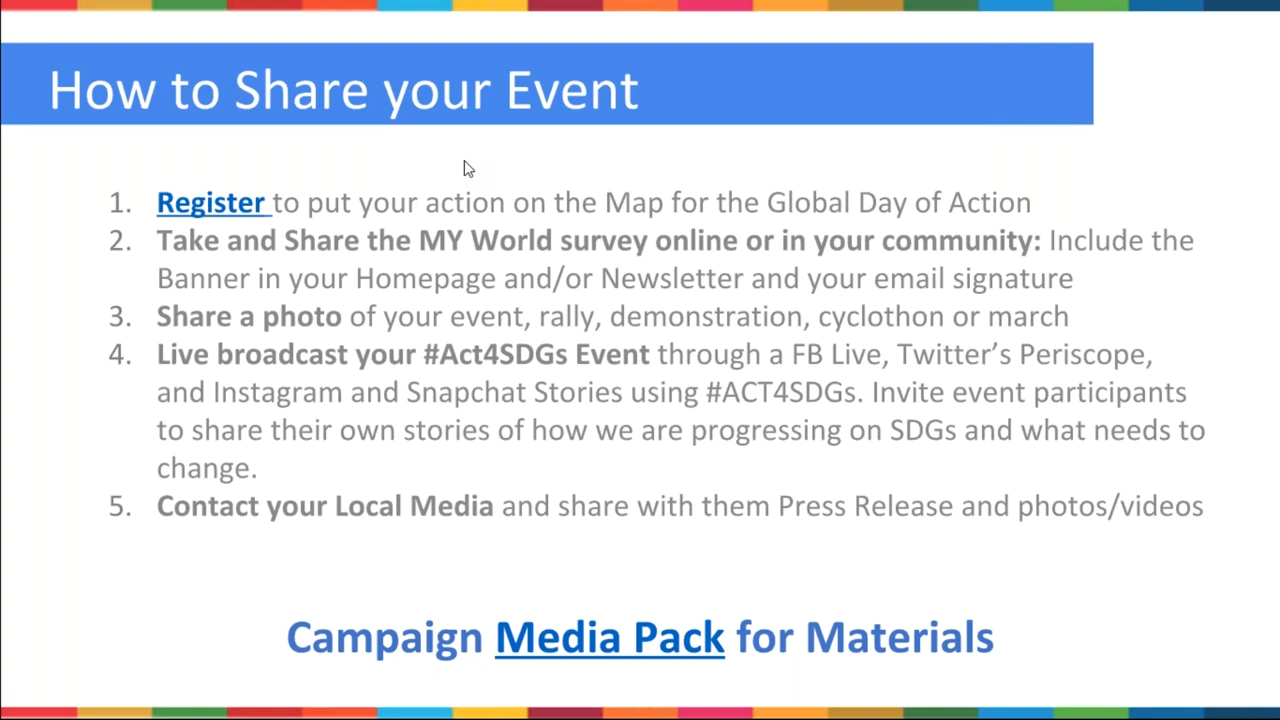 How to Share your Event
1. Register to put your action on the Map for the Global Day of Action
2. Take and Share the MY World survey online or in your community: Include the
Banner in your Homepage and/or Newsletter and your email signature
3. Share a photo of your event, rally, demonstration, cyclothon or march
4. Live broadcast your #Act4SDGs Event through a FB Live, Twitter’s Periscope,
and Instagram and Snapchat Stories using #ACT4SDGs. Invite event participants
to share their own stories of how we are progressing on SDGs and what needs to
change.
5. Contact your Local Media and share with them Press Release and photos/videos
Campaign Media Pack for Materials